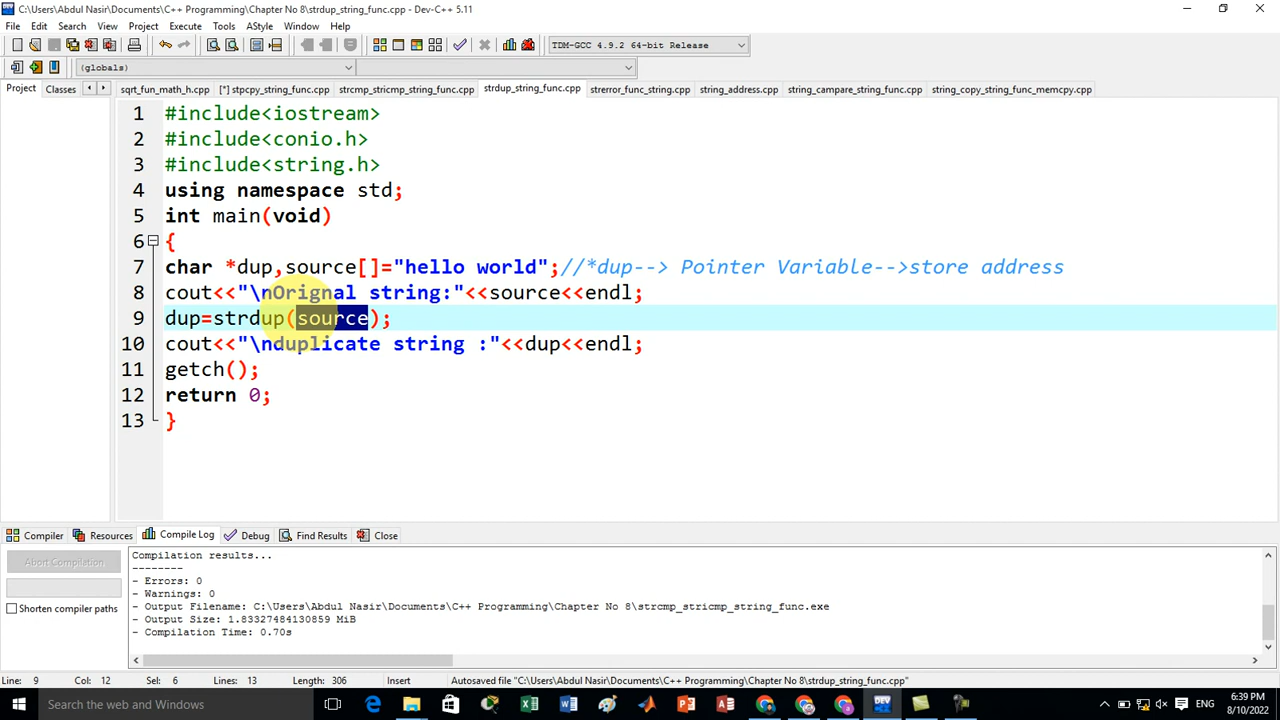 C:\Users\Abdul Nasir\Documents\C++ Programming\Chapter No 8\strdup_string_func.cpp - Dev-C++ 5.11
File Edit Search View Project Execute Tools AStyle Window Help
TDM-GCC 4.9.2 64-bit Release
(globals)
Project Classes sqrt_fun_math_h.cpp [*] stpcpy_string_func.cpp strcmp_stricmp_string_func.cpp strdup_string_func.cpp strerror_func_string.cpp string_address.cpp string_campare_string_func.cpp string_copy_string_func_memcpy.cpp
1 #include<iostream>
2 #include<conio.h>
3 #include<string.h>
4 using namespace std;
5 int main(void)
6 {
7 char *dup,source[]="hello world";//*dup--> Pointer Variable-->store address
8 cout<<"\nOrignal string:"<<source<<endl;
9 dup=strdup(source);
10 cout<<"\nduplicate string :"<<dup<<endl;
11 getch();
12 return 0;
13 }
Compiler Resources Compile Log Debug Find Results Close
Abort Compilation
Shorten compiler paths
Compilation results...
--------
- Errors: 0
- Warnings: 0
- Output Filename: C:\Users\Abdul Nasir\Documents\C++ Programming\Chapter No 8\strcmp_stricmp_string_func.exe
- Output Size: 1.83327484130859 MiB
- Compilation Time: 0.70s
Line: 9 Col: 12 Sel: 6 Lines: 13 Length: 306 Insert Autosaved file "C:\Users\Abdul Nasir\Documents\C++ Programming\Chapter No 8\strdup_string_func.cpp"
Search the web and Windows
ENG
6:39 PM
8/10/2022